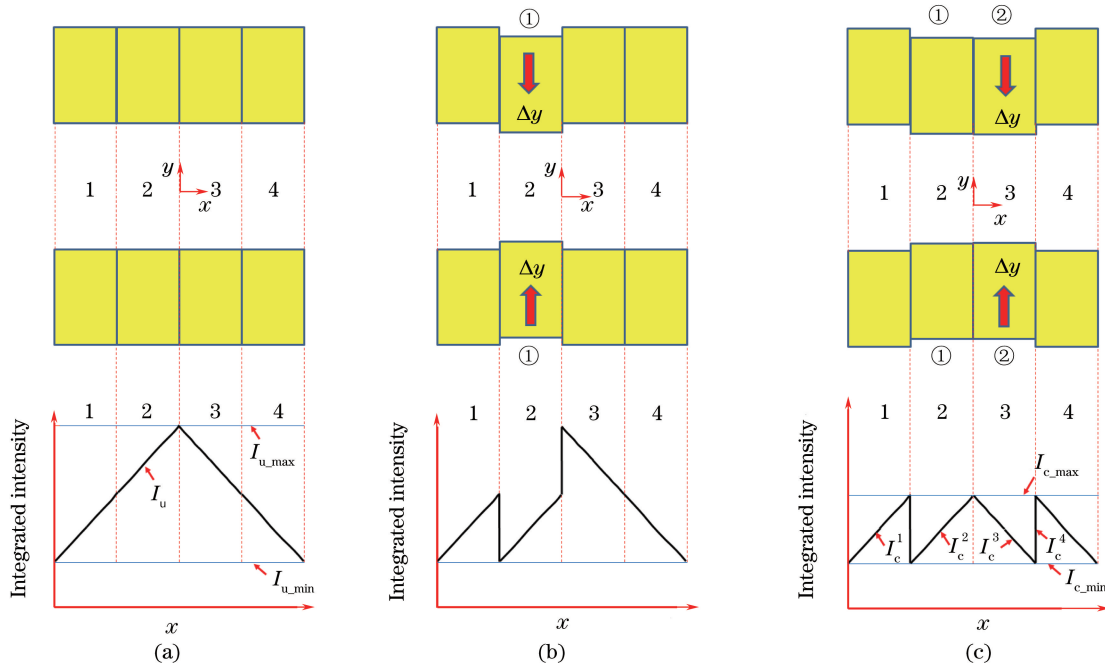 ① ① ②
Δy Δy
y y
1 2 3 4 1 2 3 4 y
x x 1 2 3 4
x
Δy Δy Δy
① ① ②
1 2 3 4 1 2 3 4 1 2 3 4
Integrated intensity Integrated intensity Integrated intensity
I_u_max
I_u
I_c_max
I_c^1 I_c^2 I_c^3 I_c^4
I_u_min I_c_min
x x x
(a) (b) (c)